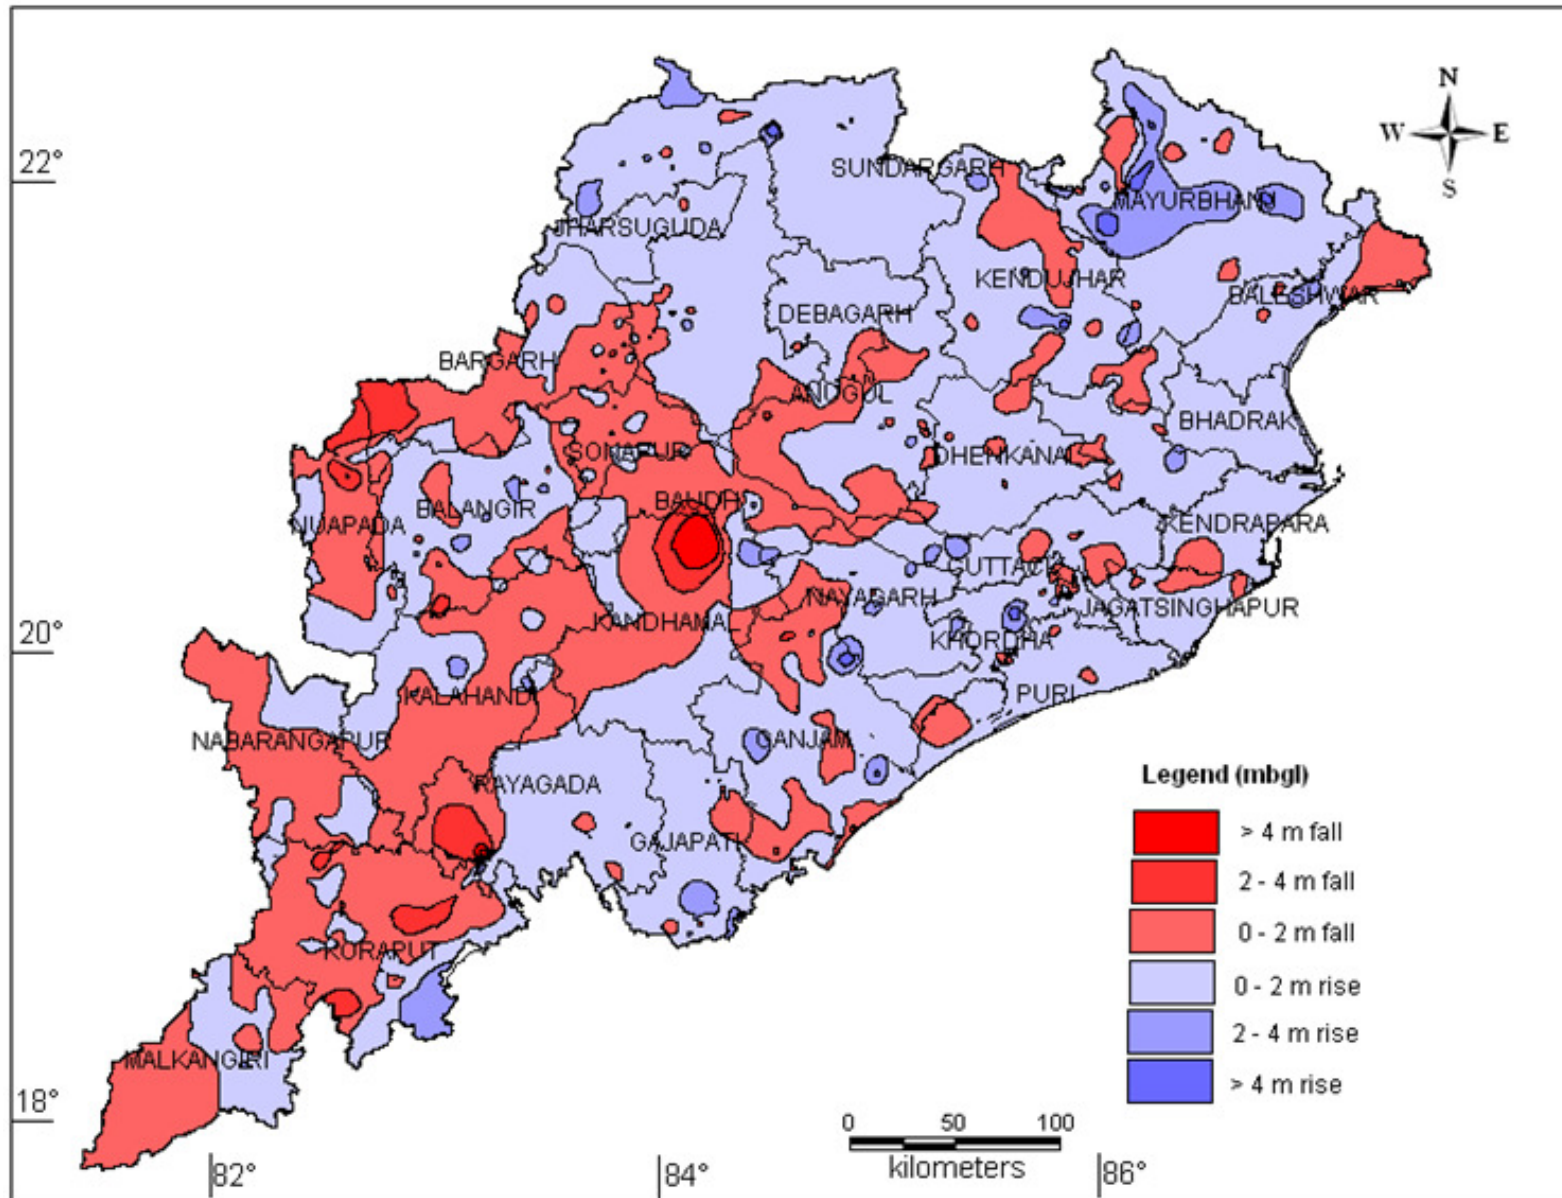 N
W E
S
22°
SUNDARGARH
MAYURBHANJ
JHARSUGUDA
KENDUJHAR
BALESHWAR
DEBAGARH
BARGARH
ANUGUL
BHADRAK
SONAPUR
DHENKANAL
BAUDH
BALANGIR
NUAPADA
KENDRAPARA
CUTTACK
NAYAGARH
JAGATSINGHAPUR
20°
KANDHAMAL
KHORDHA
KALAHANDI
PURI
NABARANGAPUR
GANJAM
RAYAGADA
GAJAPATI
KORAPUT
MALKANGIRI
Legend (mbgl)
> 4 m fall
2 - 4 m fall
0 - 2 m fall
0 - 2 m rise
2 - 4 m rise
> 4 m rise
18°
0 50 100
kilometers
82° 84° 86°